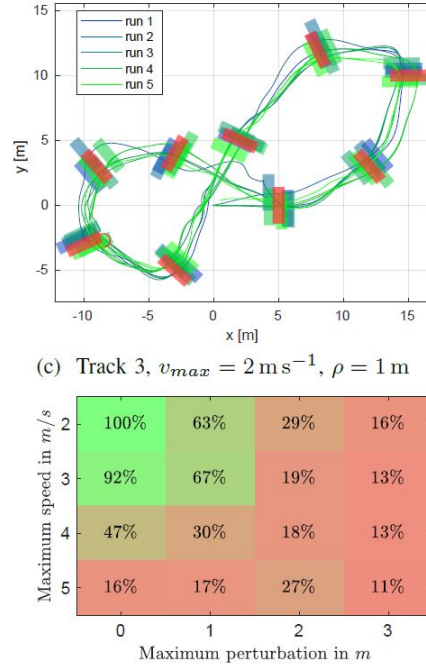 15
run 1
run 2
run 3
run 4
run 5
10
5
0
-5
y [m]
-10 -5 0 5 10 15
x [m]
(c) Track 3, v_max = 2 m s⁻¹, ρ = 1 m
Maximum speed in m/s
2 100% 63% 29% 16%
3 92% 67% 19% 13%
4 47% 30% 18% 13%
5 16% 17% 27% 11%
0 1 2 3
Maximum perturbation in m